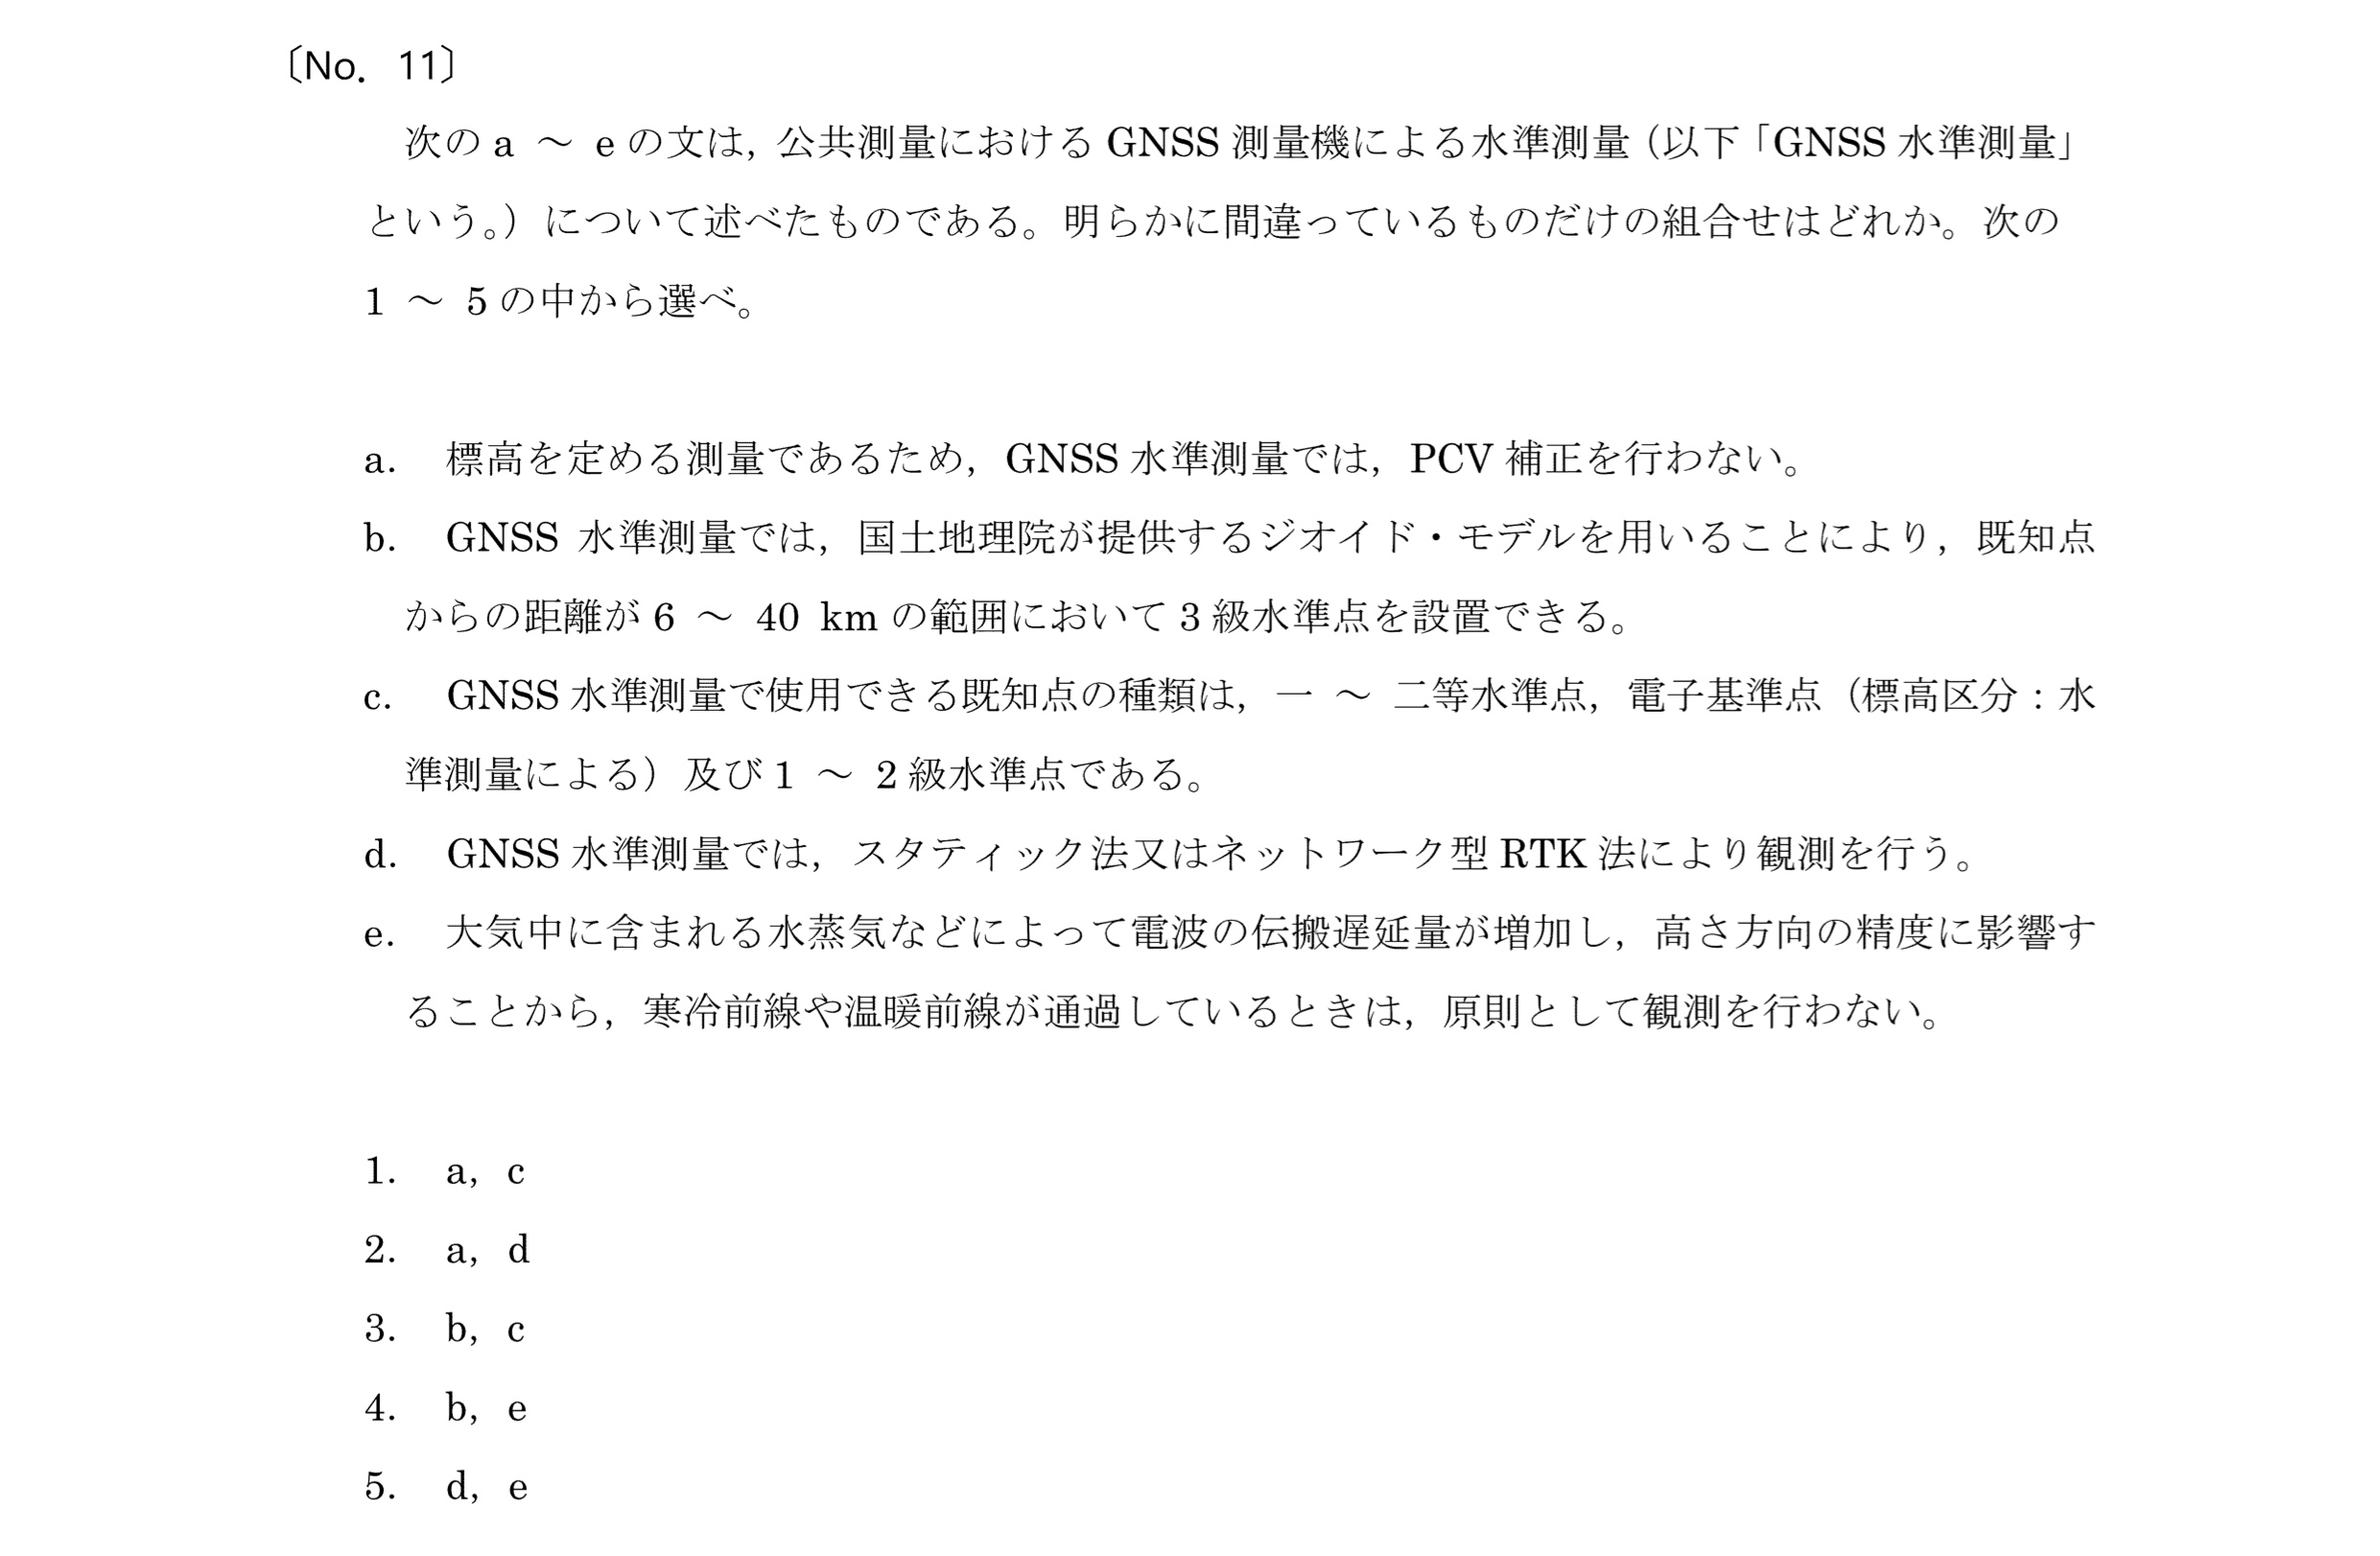 〔No. 11〕
次の a ～ e の文は，公共測量における GNSS 測量機による水準測量（以下「GNSS 水準測量」
という。）について述べたものである。明らかに間違っているものだけの組合せはどれか。次の
1 ～ 5 の中から選べ。
a. 標高を定める測量であるため，GNSS 水準測量では，PCV 補正を行わない。
b. GNSS 水準測量では，国土地理院が提供するジオイド・モデルを用いることにより，既知点
からの距離が 6 ～ 40 km の範囲において 3 級水準点を設置できる。
c. GNSS 水準測量で使用できる既知点の種類は，一 ～ 二等水準点，電子基準点（標高区分：水
準測量による）及び 1 ～ 2 級水準点である。
d. GNSS 水準測量では，スタティック法又はネットワーク型 RTK 法により観測を行う。
e. 大気中に含まれる水蒸気などによって電波の伝搬遅延量が増加し，高さ方向の精度に影響す
ることから，寒冷前線や温暖前線が通過しているときは，原則として観測を行わない。
1. a，c
2. a，d
3. b，c
4. b，e
5. d，e